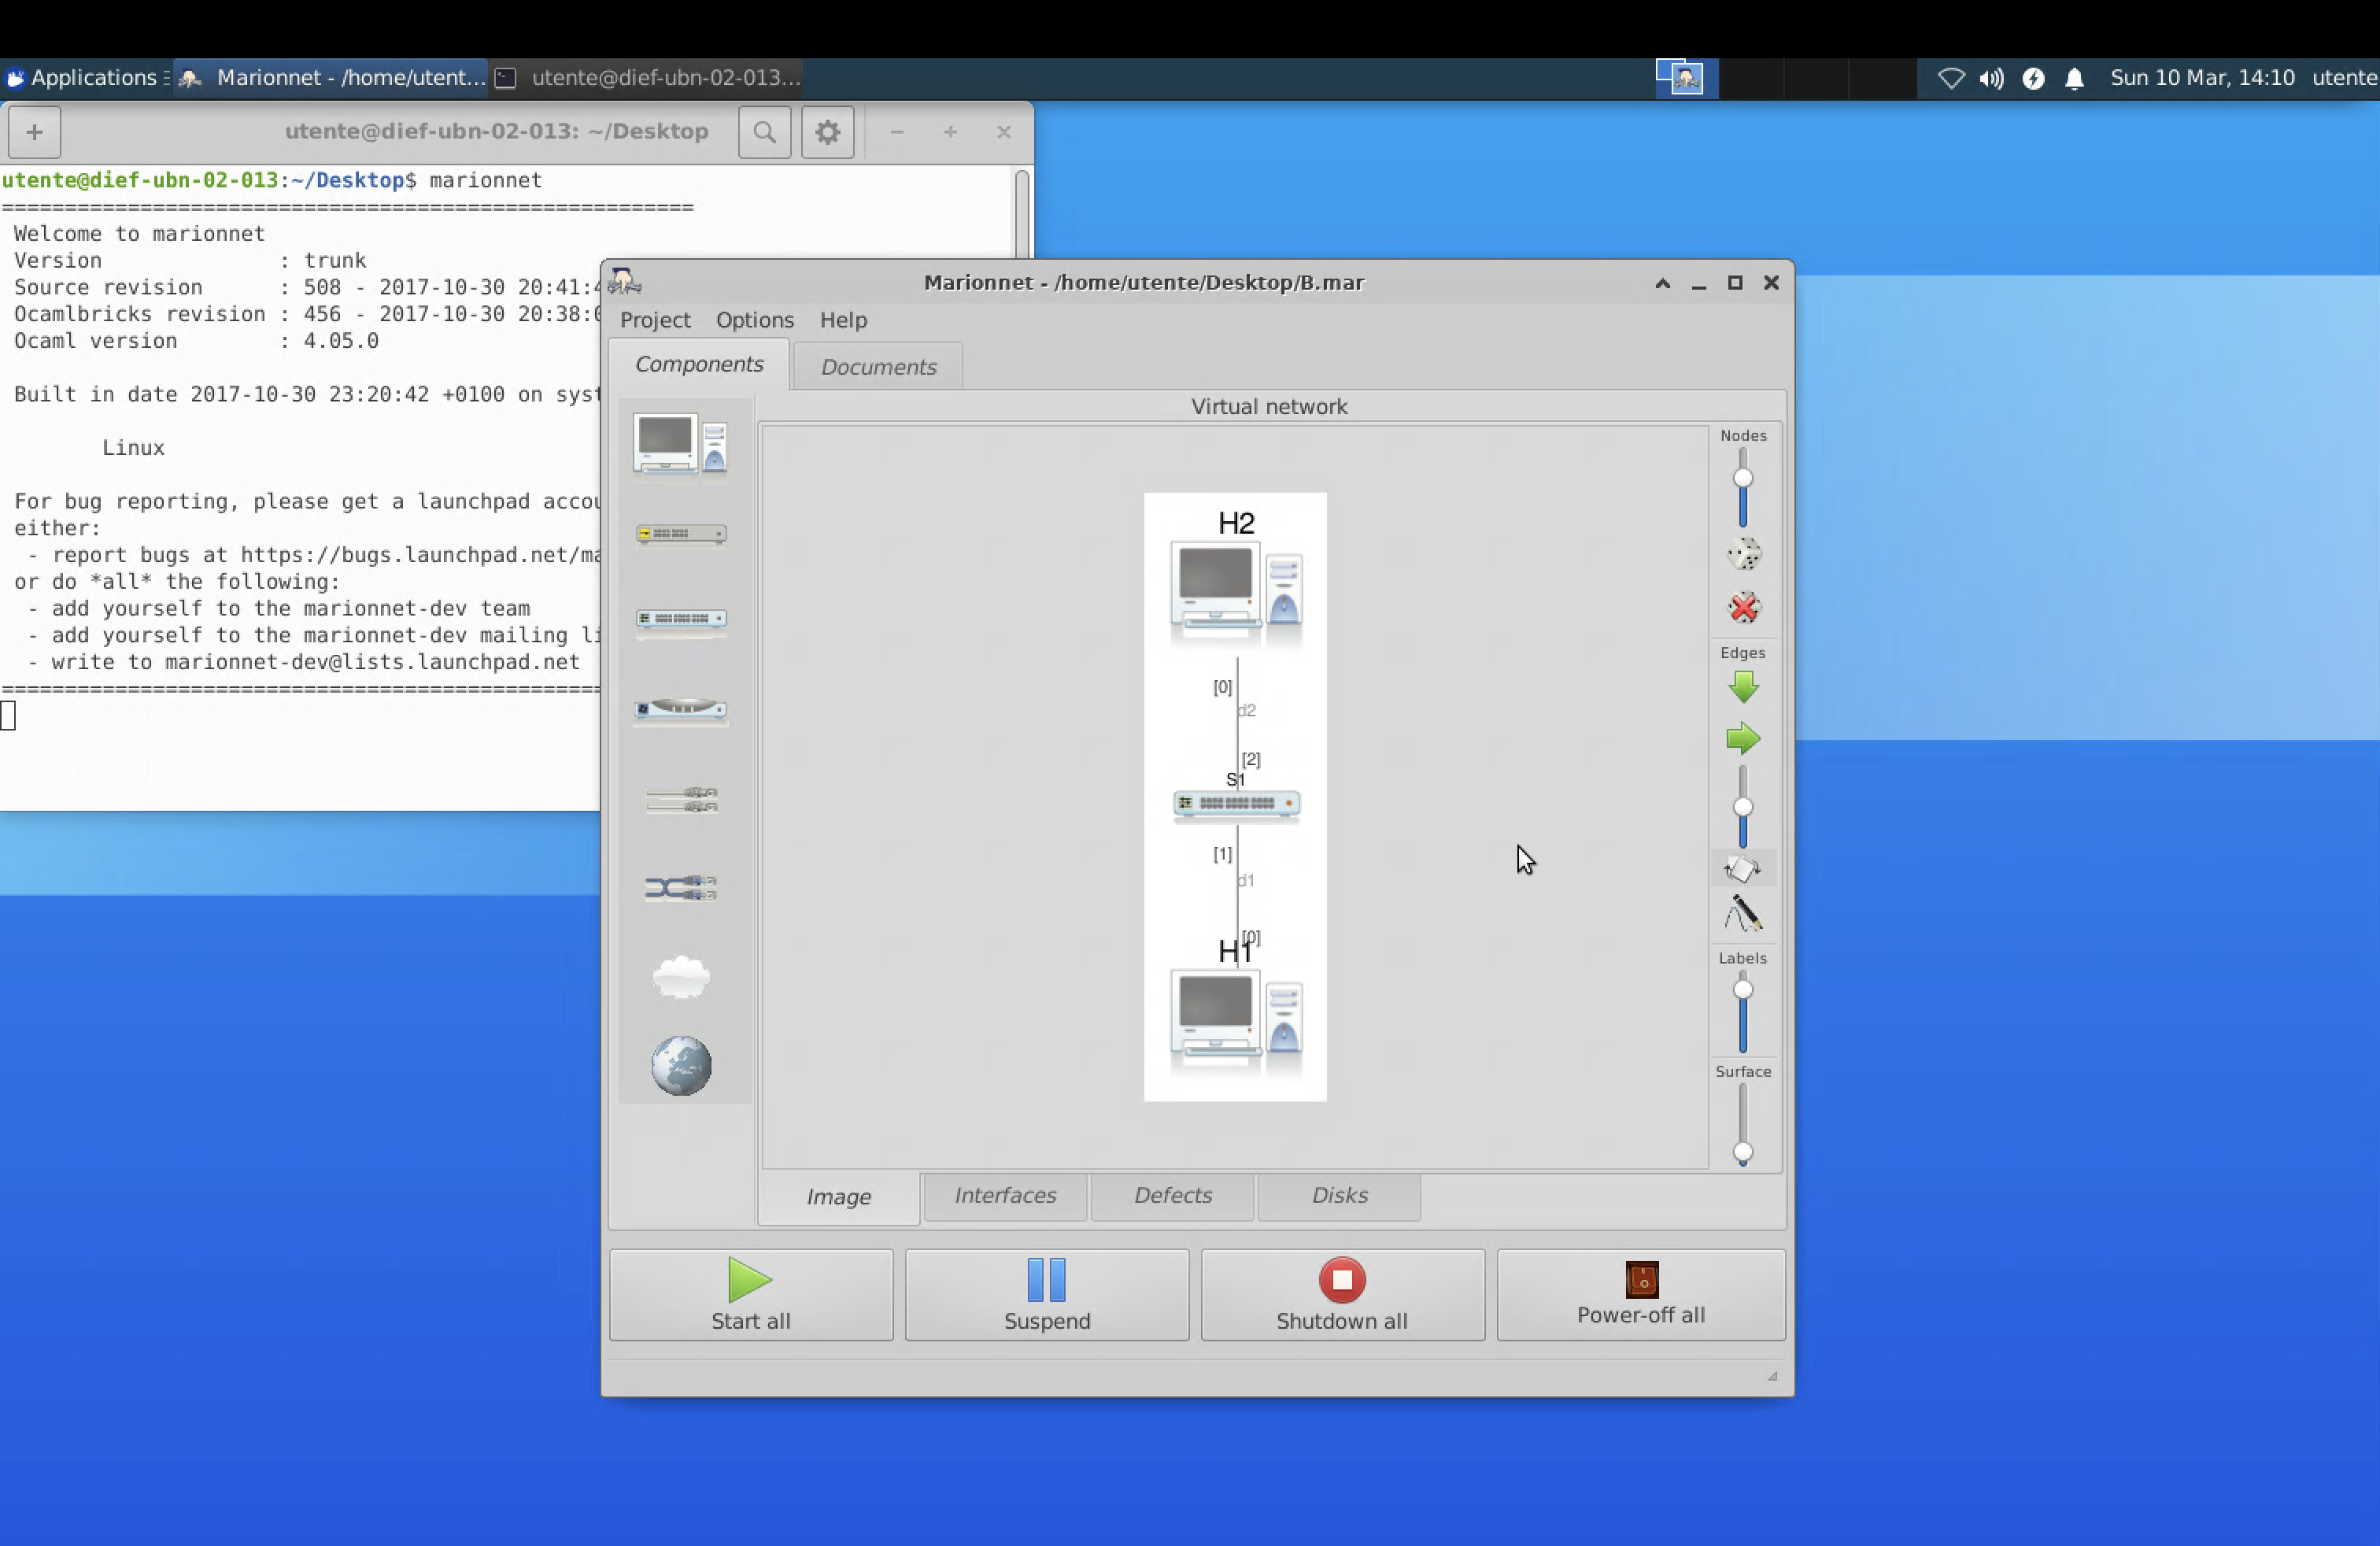 Applications
Marionnet - /home/utent...
utente@dief-ubn-02-013...
Sun 10 Mar, 14:10
utente
utente@dief-ubn-02-013: ~/Desktop
utente@dief-ubn-02-013:~/Desktop$ marionnet
=======================================================
Welcome to marionnet
Version : trunk
Source revision : 508 - 2017-10-30 20:41:4
Ocamlbricks revision : 456 - 2017-10-30 20:38:0
Ocaml version : 4.05.0
Built in date 2017-10-30 23:20:42 +0100 on syst
Linux
For bug reporting, please get a launchpad accou
either:
- report bugs at https://bugs.launchpad.net/ma
or do *all* the following:
- add yourself to the marionnet-dev team
- add yourself to the marionnet-dev mailing li
- write to marionnet-dev@lists.launchpad.net
================================================
Marionnet - /home/utente/Desktop/B.mar
Project Options Help
Components Documents
Virtual network
H2
[0]
d2
[2]
S1
[1]
d1
[0]
H1
Nodes
Edges
Labels
Surface
Image Interfaces Defects Disks
Start all Suspend Shutdown all Power-off all